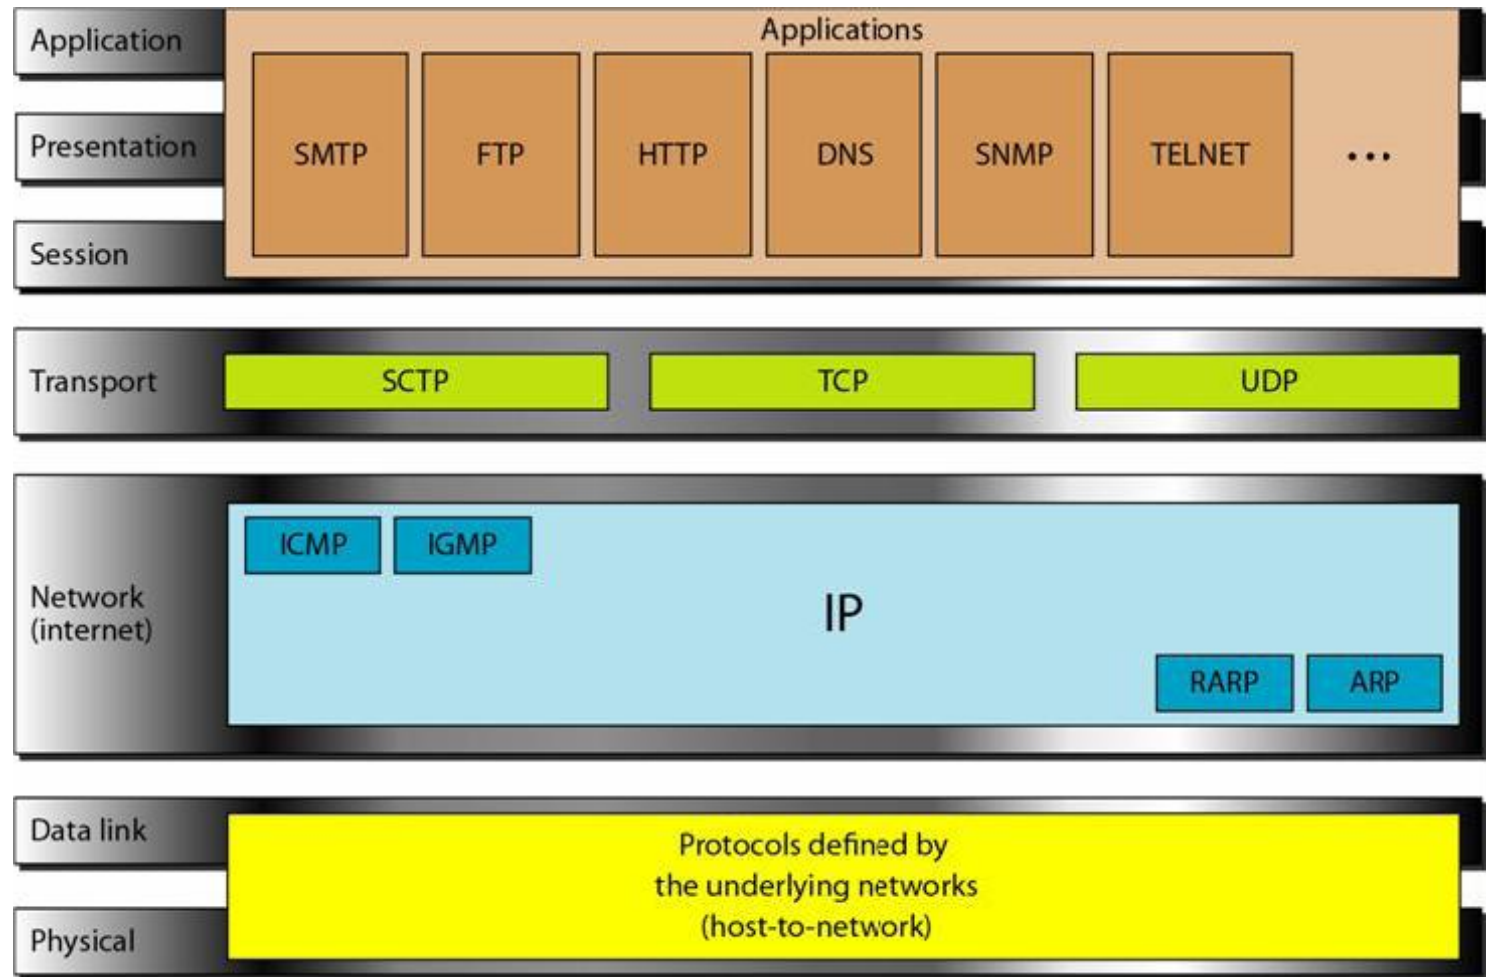 Application
Applications
Presentation
SMTP
FTP
HTTP
DNS
SNMP
TELNET
...
Session
Transport
SCTP
TCP
UDP
Network
(internet)
ICMP
IGMP
IP
RARP
ARP
Data link
Physical
Protocols defined by
the underlying networks
(host-to-network)